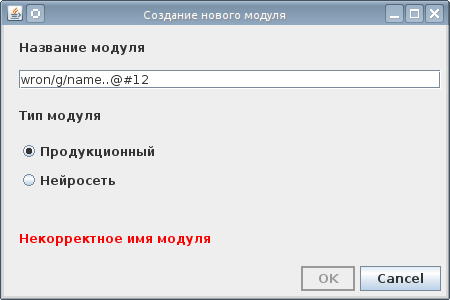 Создание нового модуля
Название модуля
wron/g/name..@#12
Тип модуля
Продукционный
Нейросеть
Некорректное имя модуля
OK
Cancel